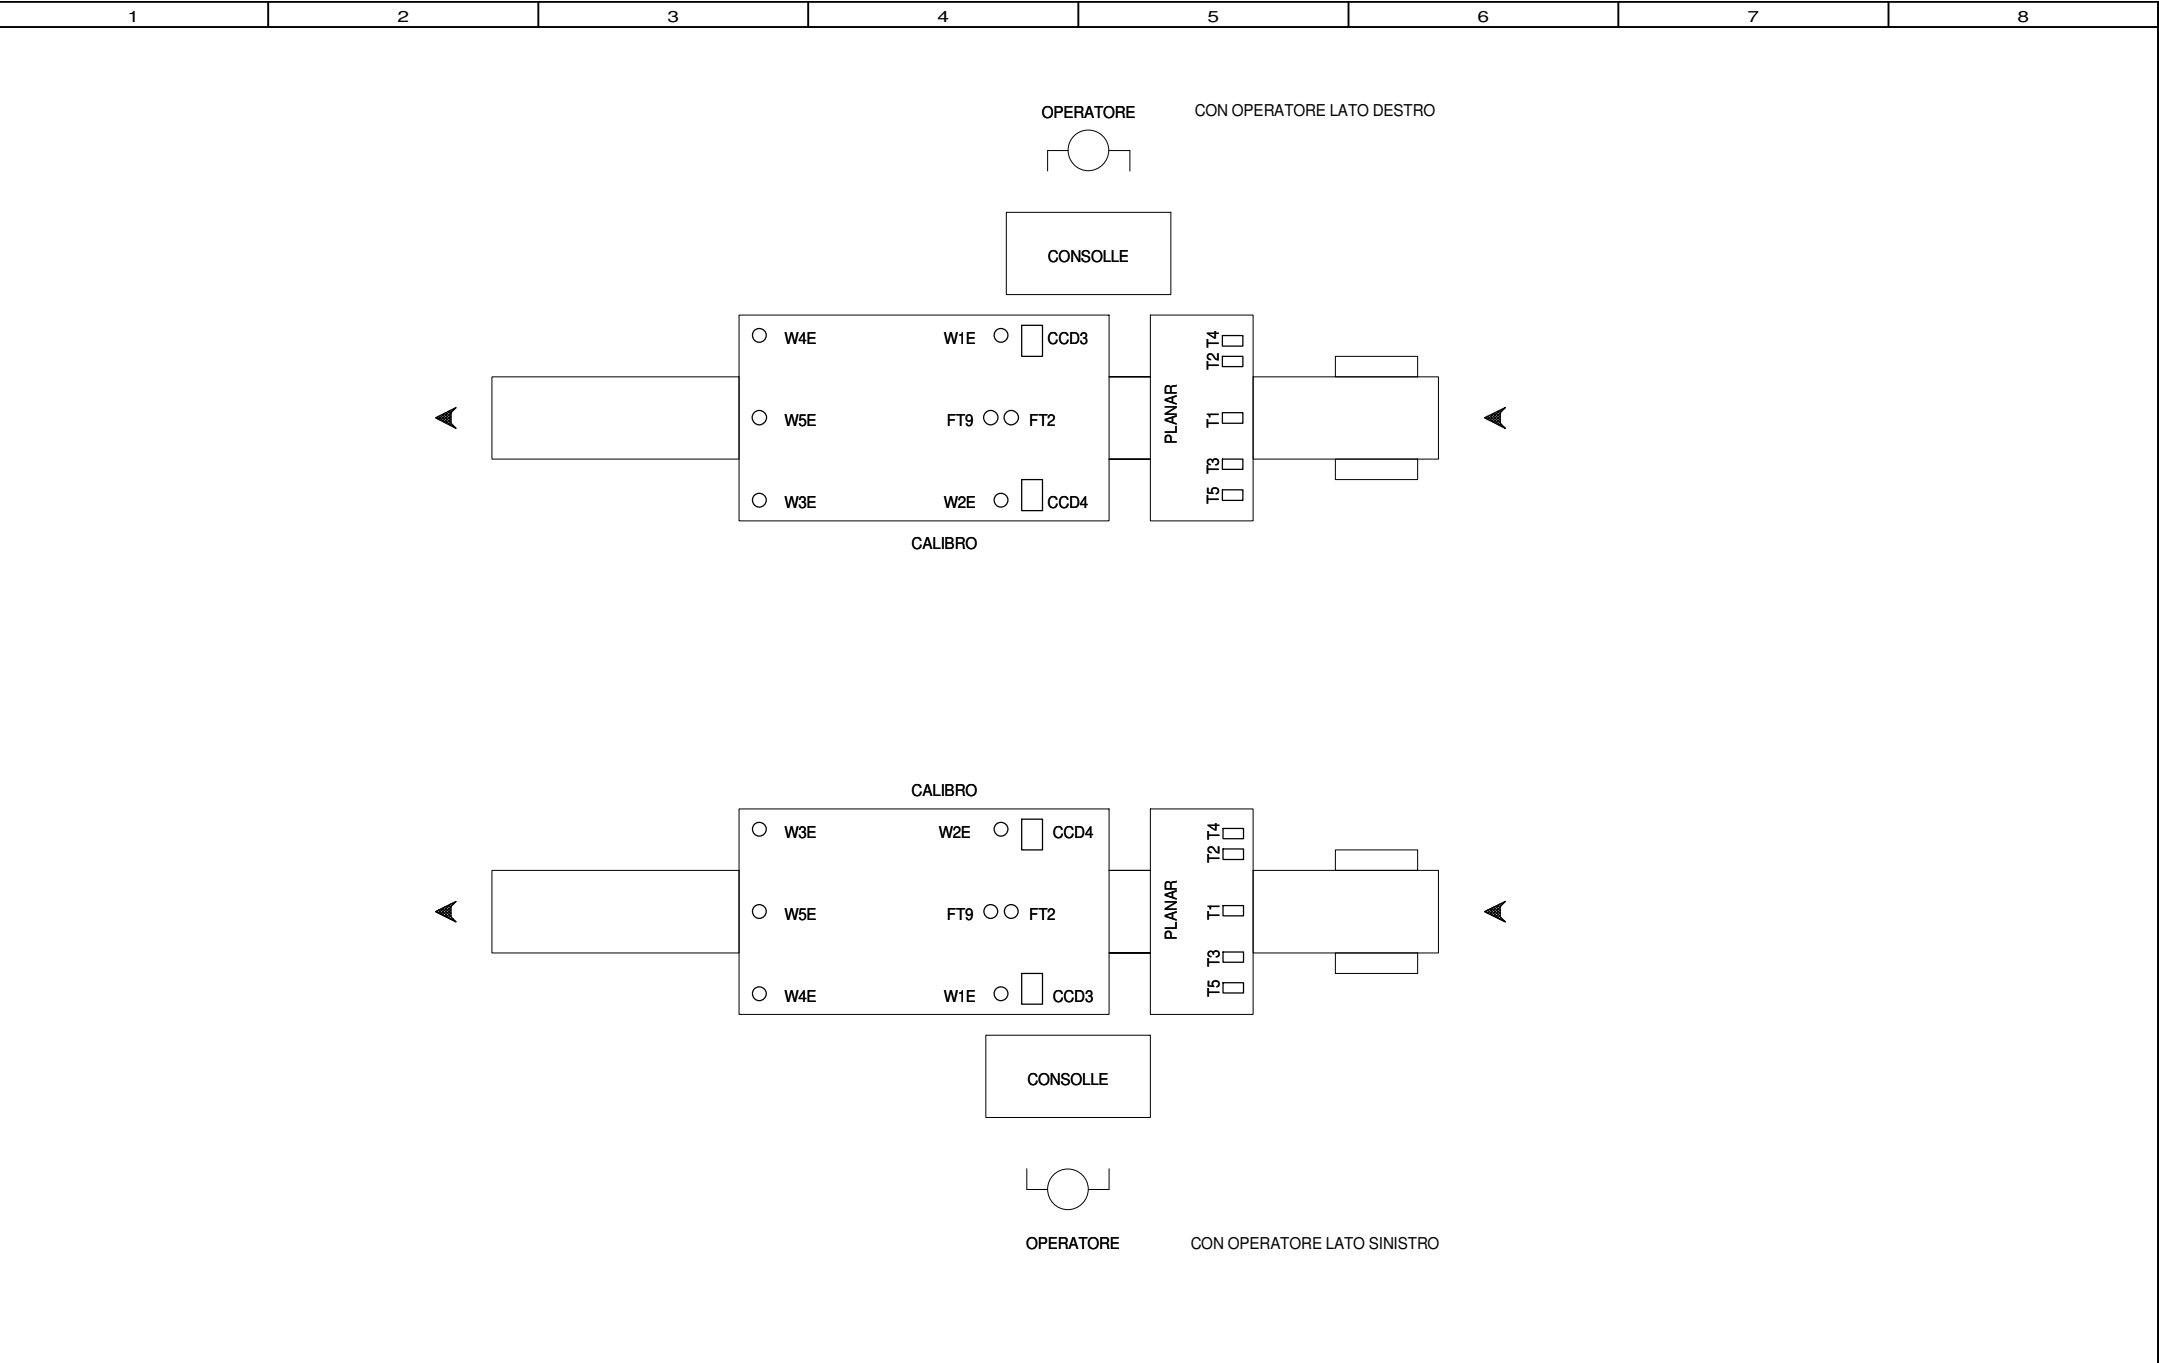 1 2 3 4 5 6 7 8
OPERATORE CON OPERATORE LATO DESTRO
CONSOLLE
W4E W1E CCD3 T4
T2
PLANAR
W5E FT9 FT2 T1
T3
W3E W2E CCD4 T5
CALIBRO
CALIBRO
W3E W2E CCD4 T4
T2
PLANAR
W5E FT9 FT2 T1
T3
W4E W1E CCD3 T5
CONSOLLE
OPERATORE CON OPERATORE LATO SINISTRO